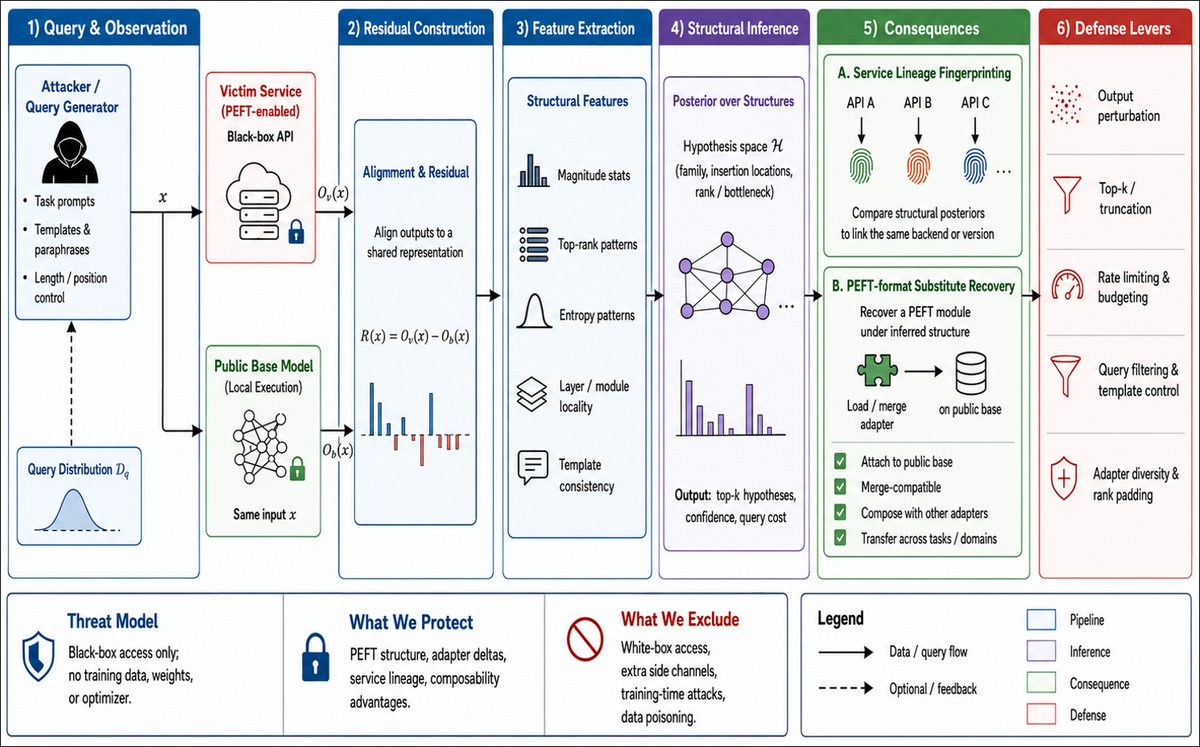 1) Query & Observation
Attacker /
Query Generator
• Task prompts
• Templates &
paraphrases
• Length / position
control
Query Distribution 𝒟q
x
Victim Service
(PEFT-enabled)
Black-box API
Oᵥ(x)
Public Base Model
(Local Execution)
Same input x
O_b(x)
2) Residual Construction
Alignment & Residual
Align outputs to a
shared representation
R(x) = Oᵥ(x) − O_b(x)
3) Feature Extraction
Structural Features
Magnitude stats
Top-rank patterns
Entropy patterns
Layer / module
locality
Template
consistency
4) Structural Inference
Posterior over Structures
Hypothesis space ℋ
(family, insertion locations,
rank / bottleneck)
...
Output: top-k hypotheses,
confidence, query cost
5) Consequences
A. Service Lineage Fingerprinting
API A API B API C
...
Compare structural posteriors
to link the same backend or version
B. PEFT-format Substitute Recovery
Recover a PEFT module
under inferred structure
Load / merge
adapter
on public base
Attach to public base
Merge-compatible
Compose with other adapters
Transfer across tasks / domains
6) Defense Levers
Output
perturbation
Top-k /
truncation
Rate limiting &
budgeting
Query filtering &
template control
Adapter diversity &
rank padding
Threat Model
Black-box access only;
no training data, weights,
or optimizer.
What We Protect
PEFT structure, adapter deltas,
service lineage, composability
advantages.
What We Exclude
White-box access,
extra side channels,
training-time attacks,
data poisoning.
Legend
Data / query flow
Optional / feedback
Pipeline
Inference
Consequence
Defense